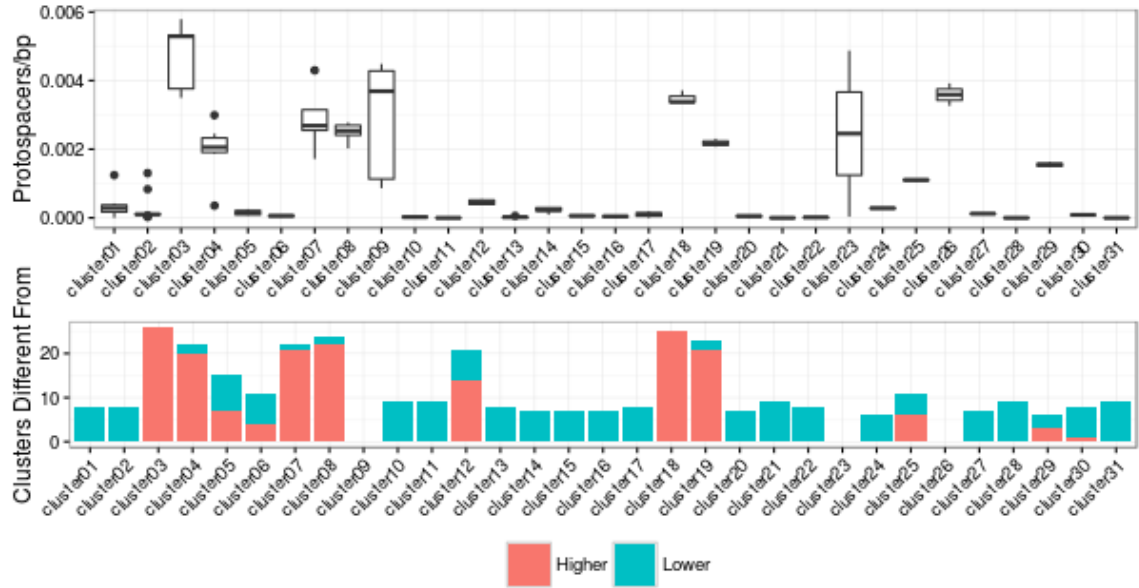 Protospacers/bp
0.006
0.004
0.002
0.000
cluster01 cluster02 cluster03 cluster04 cluster05 cluster06 cluster07 cluster08 cluster09 cluster10 cluster11 cluster12 cluster13 cluster14 cluster15 cluster16 cluster17 cluster18 cluster19 cluster20 cluster21 cluster22 cluster23 cluster24 cluster25 cluster26 cluster27 cluster28 cluster29 cluster30 cluster31
Clusters Different From
20
10
0
cluster01 cluster02 cluster03 cluster04 cluster05 cluster06 cluster07 cluster08 cluster09 cluster10 cluster11 cluster12 cluster13 cluster14 cluster15 cluster16 cluster17 cluster18 cluster19 cluster20 cluster21 cluster22 cluster23 cluster24 cluster25 cluster26 cluster27 cluster28 cluster29 cluster30 cluster31
Higher Lower